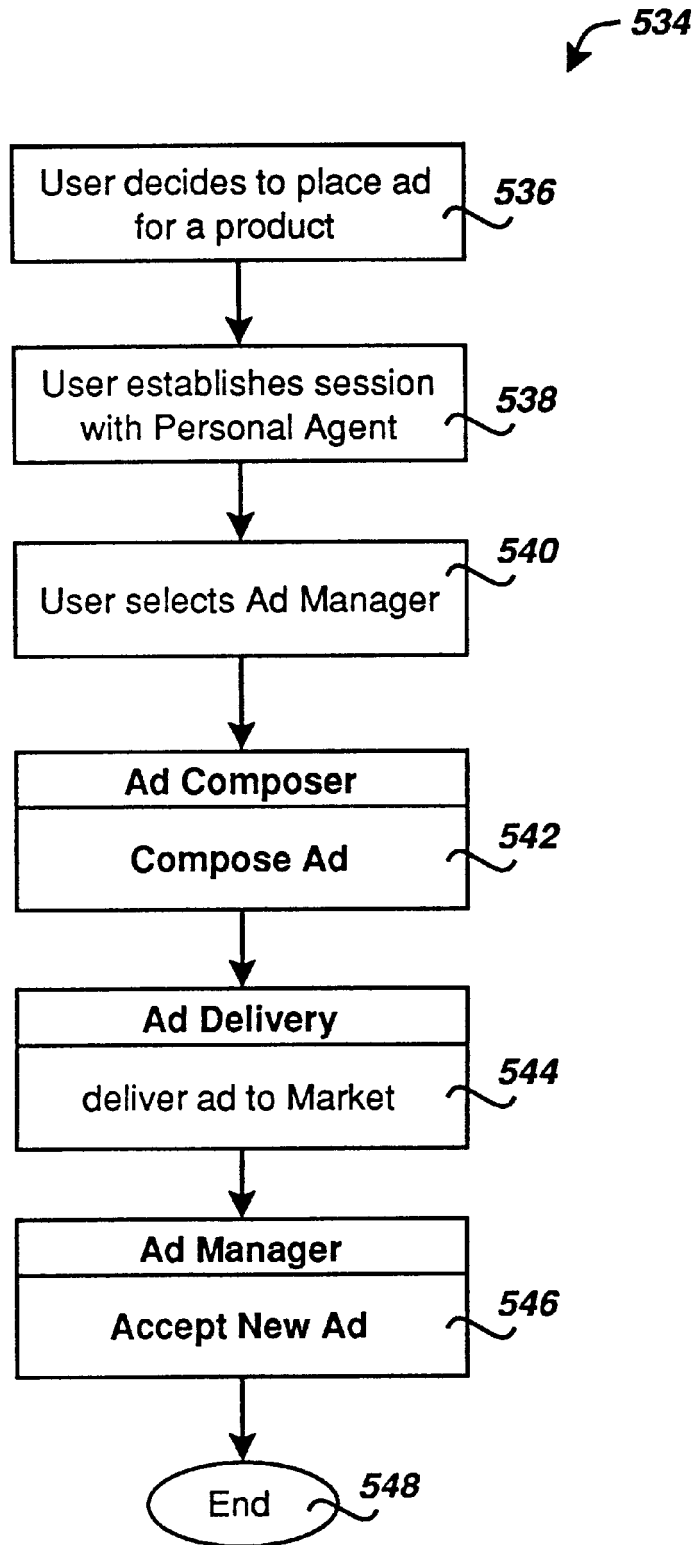 534
User decides to place ad
for a product
536
User establishes session
with Personal Agent
538
540
User selects Ad Manager
Ad Composer
Compose Ad
542
Ad Delivery
deliver ad to Market
544
Ad Manager
Accept New Ad
546
End
548